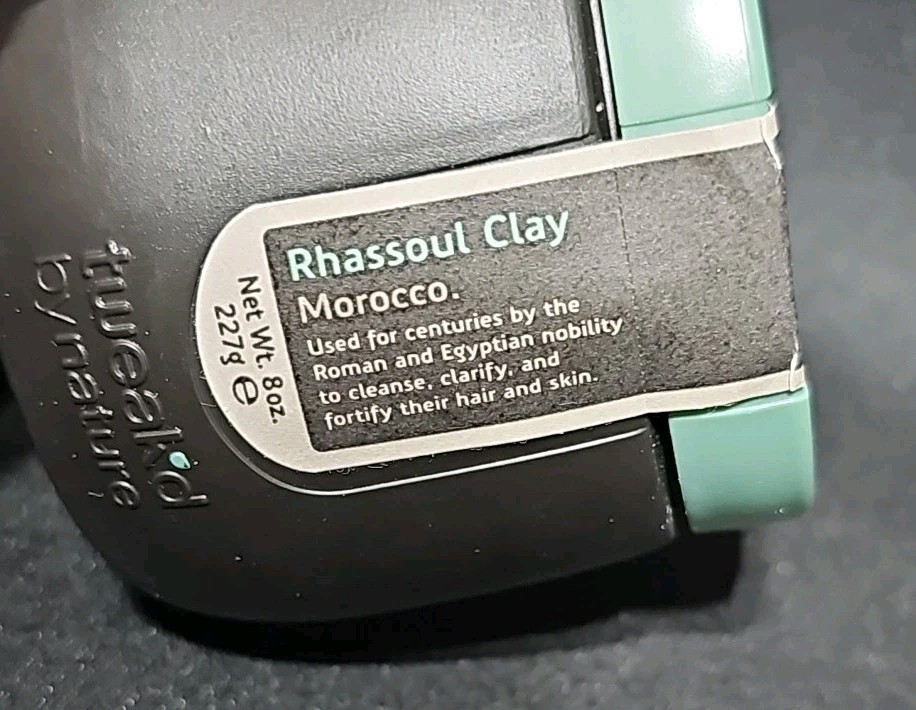 Rhassoul Clay
Morocco.
Used for centuries by the
Roman and Egyptian nobility
to cleanse, clarify, and
fortify their hair and skin.
Net Wt. 8oz.
227g e
tweak'd
by nature